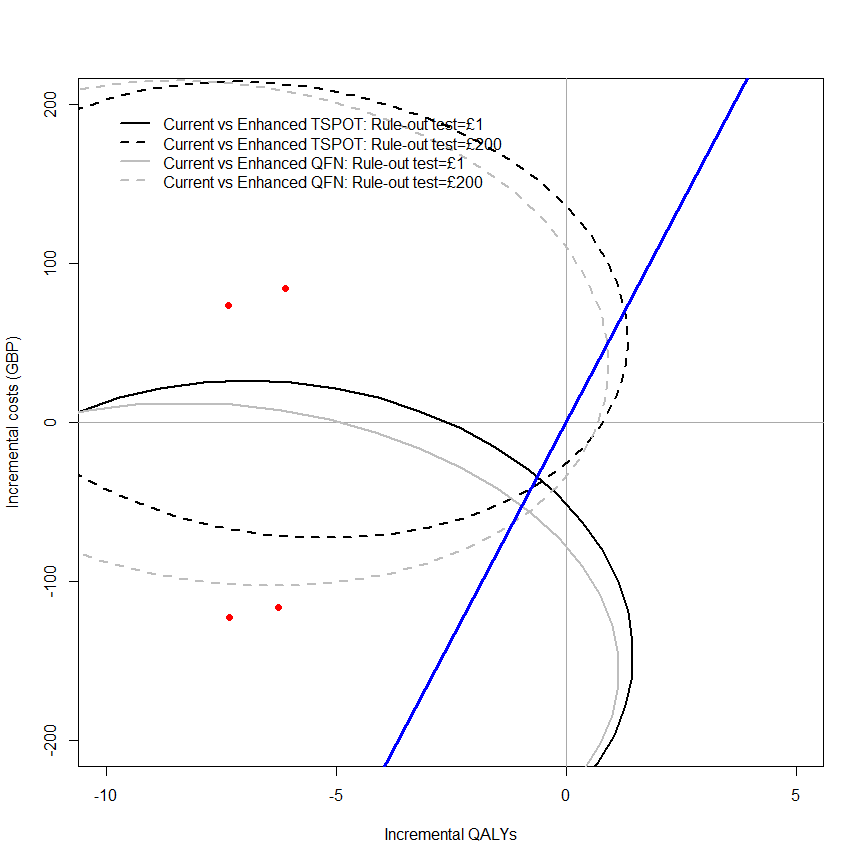 200
100
0
-100
-200
Incremental costs (GBP)
Current vs Enhanced TSPOT: Rule-out test=£1
Current vs Enhanced TSPOT: Rule-out test=£200
Current vs Enhanced QFN: Rule-out test=£1
Current vs Enhanced QFN: Rule-out test=£200
-10
-5
0
5
Incremental QALYs